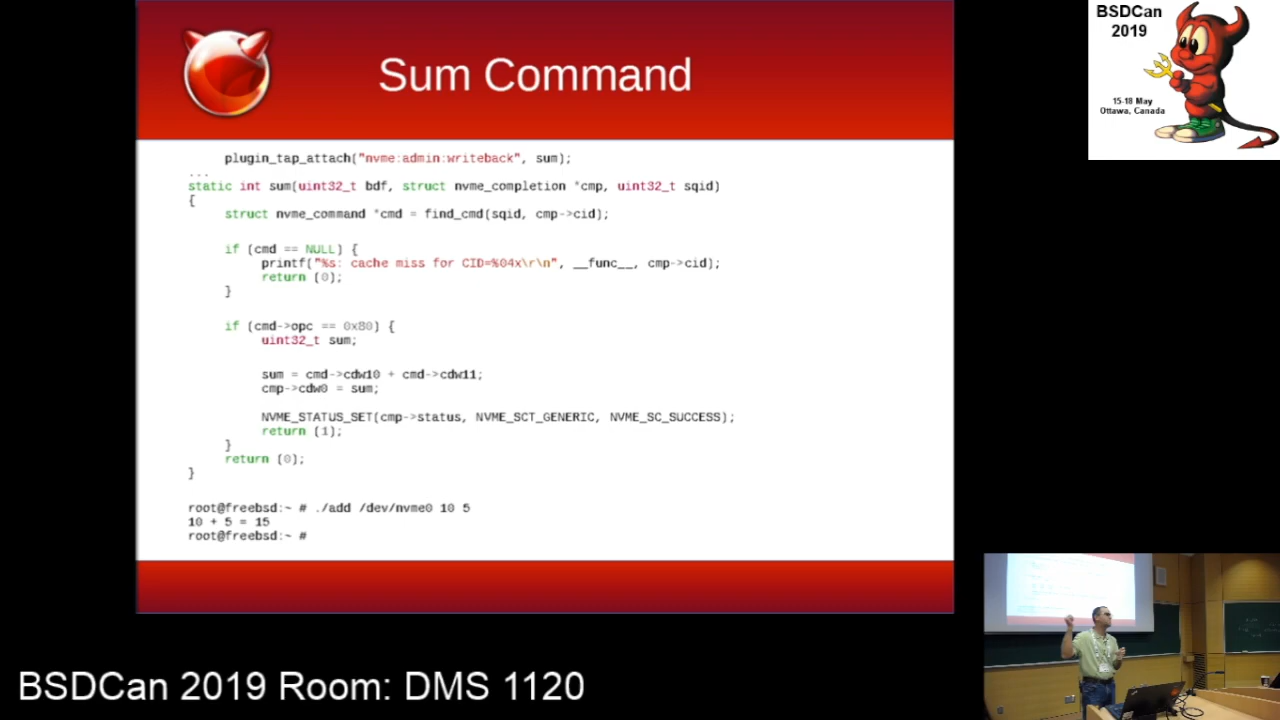 Sum Command
plugin_tap_attach("nvme:admin:writeback", sum);
...
static int sum(uint32_t bdf, struct nvme_completion *cmp, uint32_t sqid)
{
struct nvme_command *cmd = find_cmd(sqid, cmp->cid);
if (cmd == NULL) {
printf("%s: cache miss for CID=%04x\r\n", __func__, cmp->cid);
return (0);
}
if (cmd->opc == 0x80) {
uint32_t sum;
sum = cmd->cdw10 + cmd->cdw11;
cmp->cdw0 = sum;
NVME_STATUS_SET(cmp->status, NVME_SCT_GENERIC, NVME_SC_SUCCESS);
return (1);
}
return (0);
}
root@freebsd:~ # ./add /dev/nvme0 10 5
10 + 5 = 15
root@freebsd:~ #
BSDCan
2019
15-18 May
Ottawa, Canada
BSDCan 2019 Room: DMS 1120